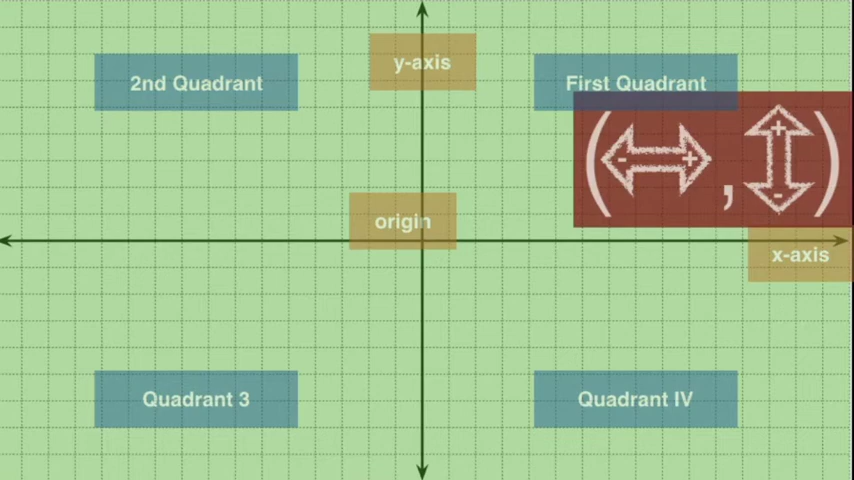 y-axis
2nd Quadrant
First Quadrant
(- +, + -)
origin
x-axis
Quadrant 3
Quadrant IV